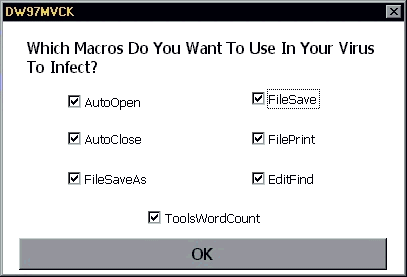 DW97MVCK
Which Macros Do You Want To Use In Your Virus
To Infect?
AutoOpen
FileSave
AutoClose
FilePrint
FileSaveAs
EditFind
ToolsWordCount
OK